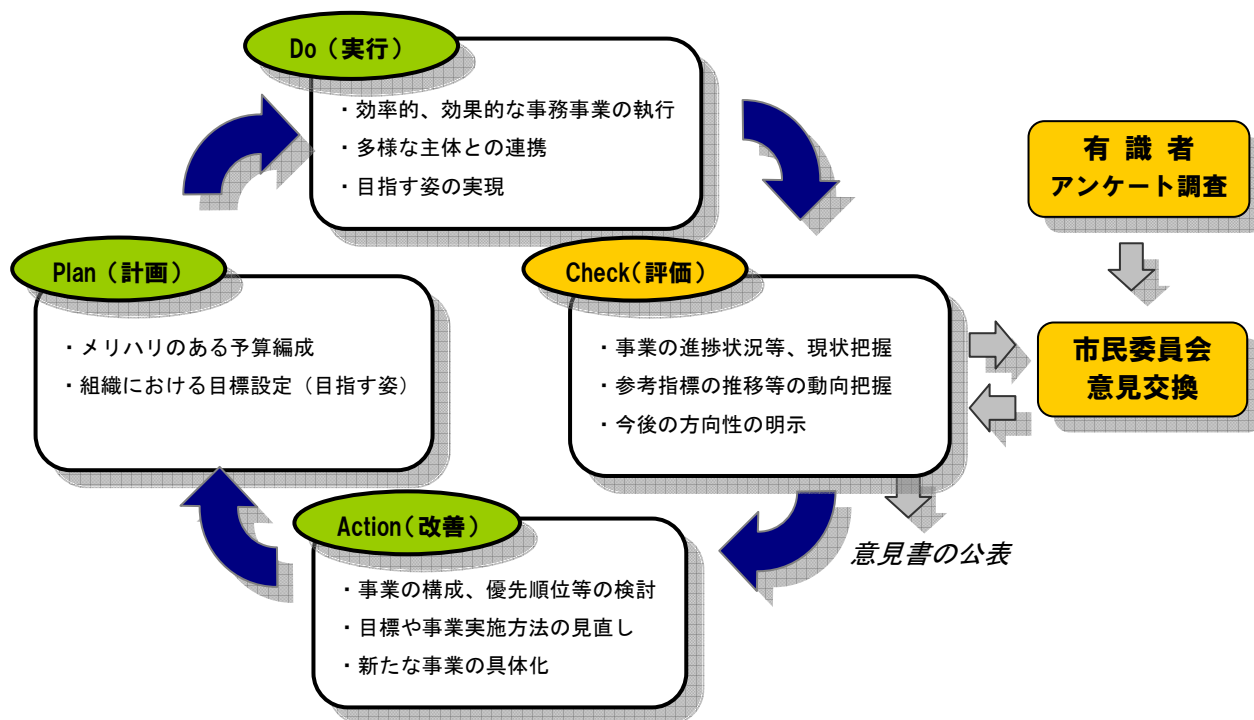 Do（実行）
・効率的、効果的な事務事業の執行
・多様な主体との連携
・目指す姿の実現
有 識 者
アンケート調査
Plan（計画）
・メリハリのある予算編成
・組織における目標設定（目指す姿）
Check（評価）
・事業の進捗状況等、現状把握
・参考指標の推移等の動向把握
・今後の方向性の明示
市民委員会
意見交換
Action（改善）
・事業の構成、優先順位等の検討
・目標や事業実施方法の見直し
・新たな事業の具体化
意見書の公表